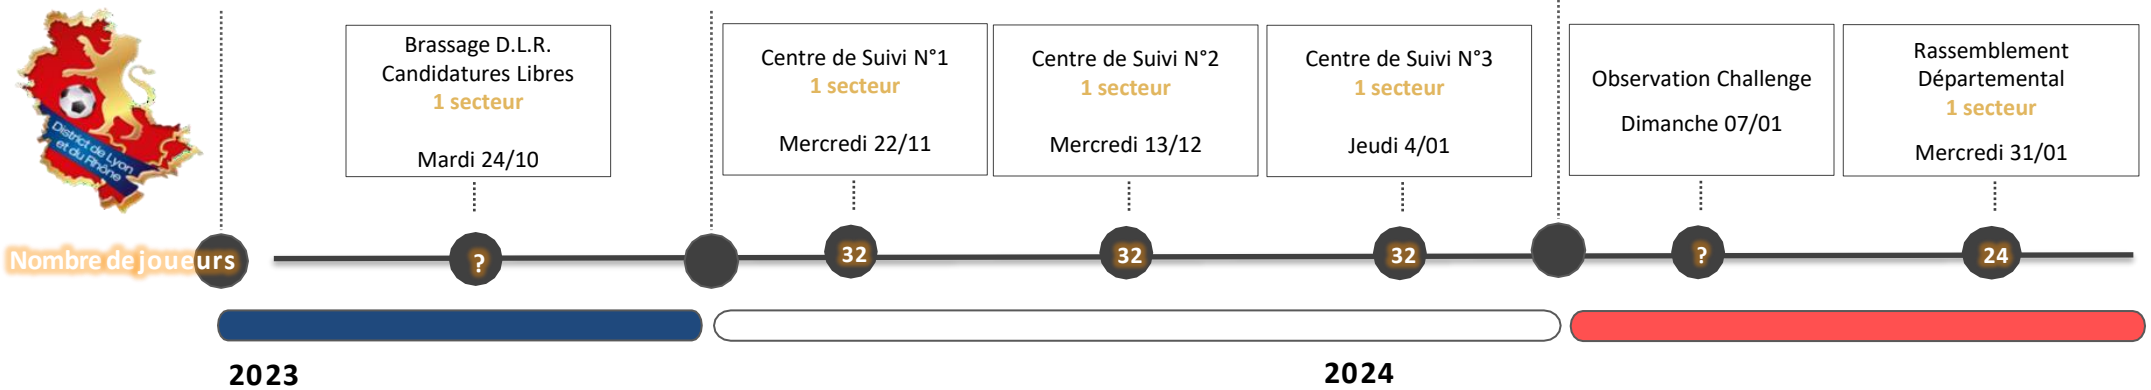 District de Lyon
et du Rhône
Brassage D.L.R.
Candidatures Libres
1 secteur
Mardi 24/10
Centre de Suivi N°1
1 secteur
Mercredi 22/11
Centre de Suivi N°2
1 secteur
Mercredi 13/12
Centre de Suivi N°3
1 secteur
Jeudi 4/01
Observation Challenge
Dimanche 07/01
Rassemblement
Départemental
1 secteur
Mercredi 31/01
Nombre de joueurs
?
32
32
32
?
24
2023
2024